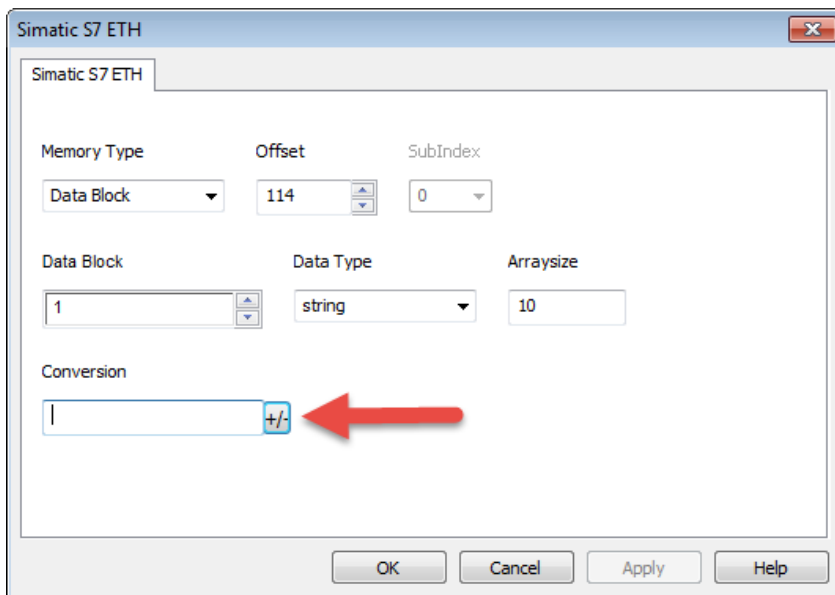 Simatic S7 ETH
Simatic S7 ETH
Memory Type Offset SubIndex
Data Block 114 0
Data Block Data Type Arraysize
1 string 10
Conversion
+/-
OK Cancel Apply Help